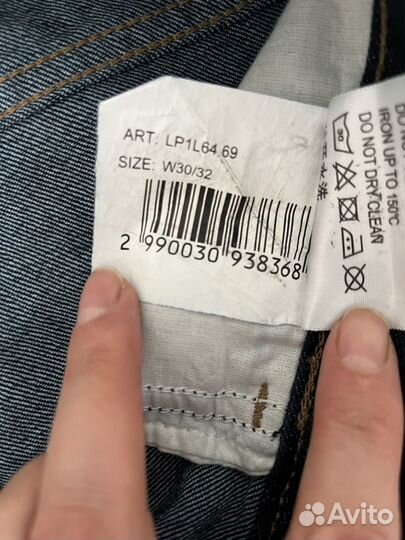 ART: LP1L64.69
SIZE: W30/32
2 990030 938368
IRON UP TO 150°C
DO NOT DRY CLEAN
Avito